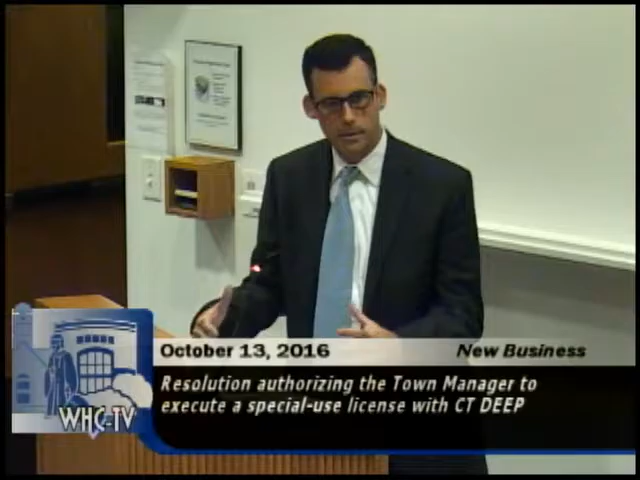 October 13, 2016 New Business
Resolution authorizing the Town Manager to
execute a special-use license with CT DEEP
WHC-TV